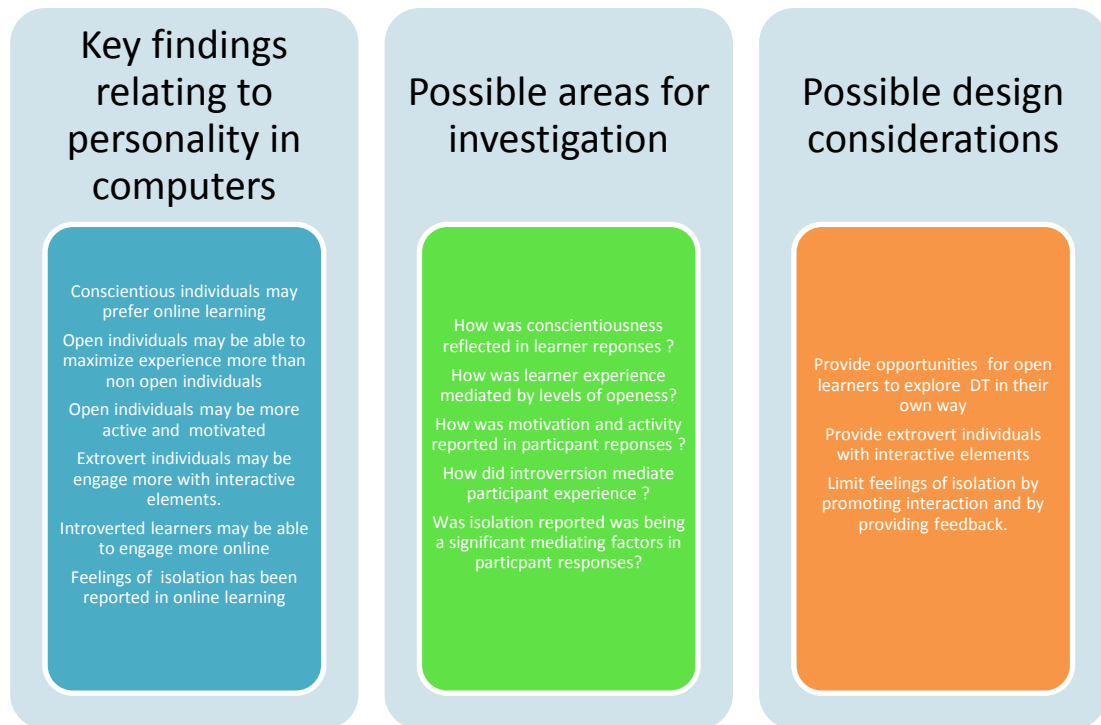 Key findings
relating to
personality in
computers
Conscientious individuals may
prefer online learning
Open individuals may be able to
maximize experience more than
non open individuals
Open individuals may be more
active and motivated
Extrovert individuals may be
engage more with interactive
elements.
Introverted learners may be able
to engage more online
Feelings of isolation has been
reported in online learning
Possible areas for
investigation
How was conscientiousness
reflected in learner reponses ?
How was learner experience
mediated by levels of openess?
How was motivation and activity
reported in particpant reponses ?
How did introverrsion mediate
participant experience ?
Was isolation reported was being
a significant mediating factors in
particpant responses?
Possible design
considerations
Provide opportunities for open
learners to explore DT in their
own way
Provide extrovert individuals
with interactive elements
Limit feelings of isolation by
promoting interaction and by
providing feedback.